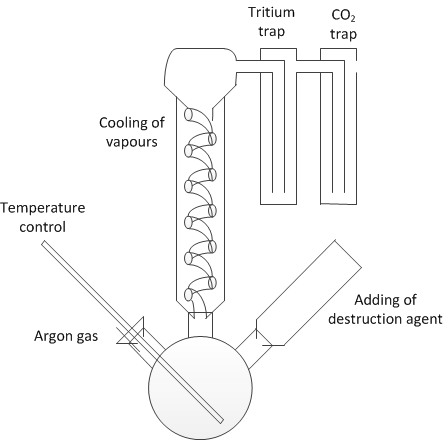 Tritium
trap
CO₂
trap
Cooling of
vapours
Temperature
control
Argon gas
Adding of
destruction agent